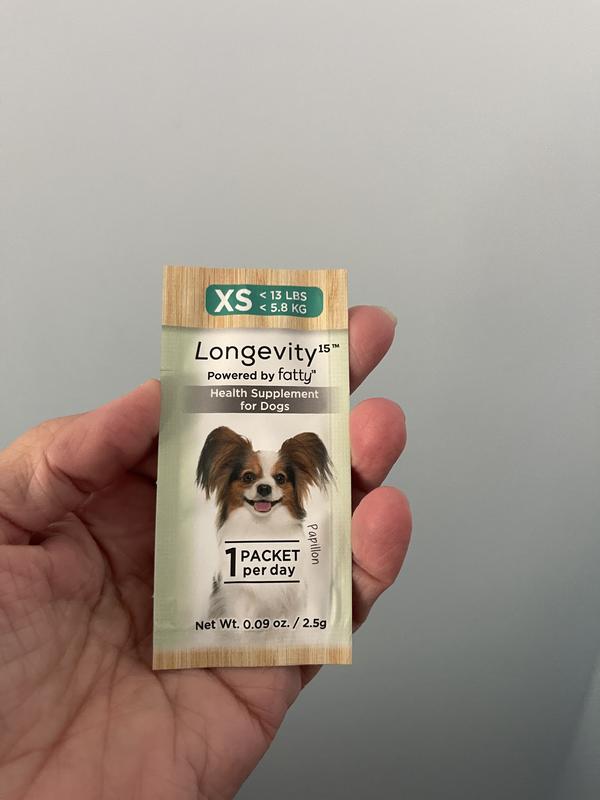 XS < 13 LBS
< 5.8 KG
Longevity15™
Powered by fatty15
Health Supplement
for Dogs
Papillon
1 PACKET
per day
Net Wt. 0.09 oz. / 2.5g